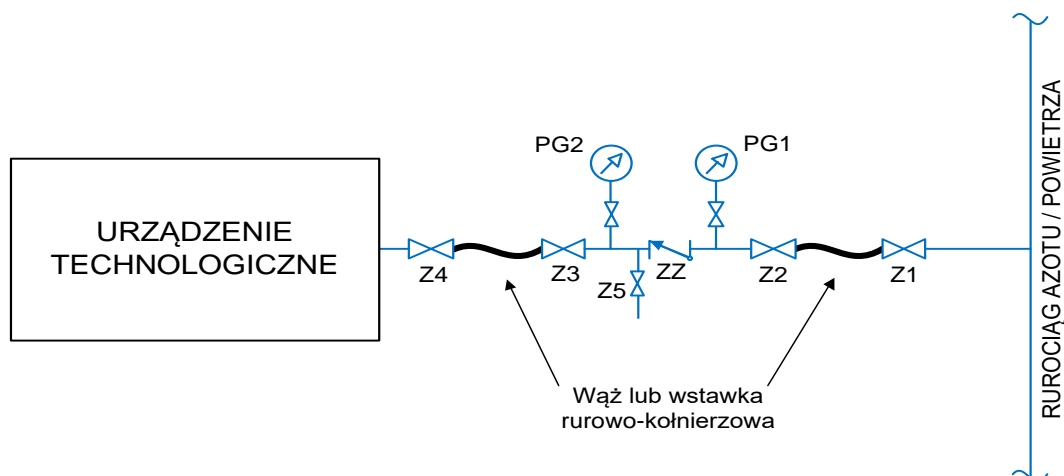 PG2
PG1
URZĄDZENIE
TECHNOLOGICZNE
Z4
Z3
Z5
ZZ
Z2
Z1
Wąż lub wstawka
rurowo-kołnierzowa
RUROCIĄG AZOTU / POWIETRZA